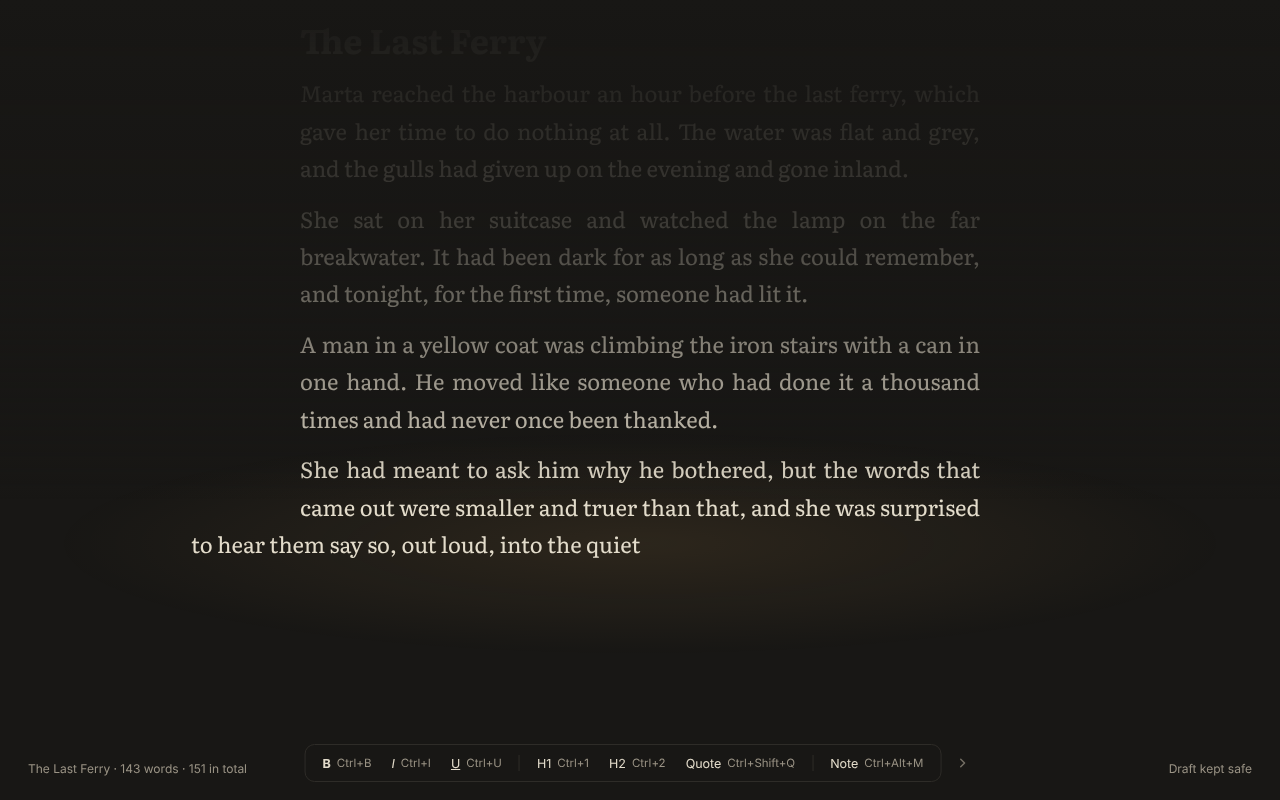 The Last Ferry
Marta reached the harbour an hour before the last ferry, which
gave her time to do nothing at all. The water was flat and grey,
and the gulls had given up on the evening and gone inland.
She sat on her suitcase and watched the lamp on the far
breakwater. It had been dark for as long as she could remember,
and tonight, for the first time, someone had lit it.
A man in a yellow coat was climbing the iron stairs with a can in
one hand. He moved like someone who had done it a thousand
times and had never once been thanked.
She had meant to ask him why he bothered, but the words that
came out were smaller and truer than that, and she was surprised
to hear them say so, out loud, into the quiet
The Last Ferry · 143 words · 151 in total
B Ctrl+B I Ctrl+I U Ctrl+U H1 Ctrl+1 H2 Ctrl+2 Quote Ctrl+Shift+Q Note Ctrl+Alt+M
Draft kept safe